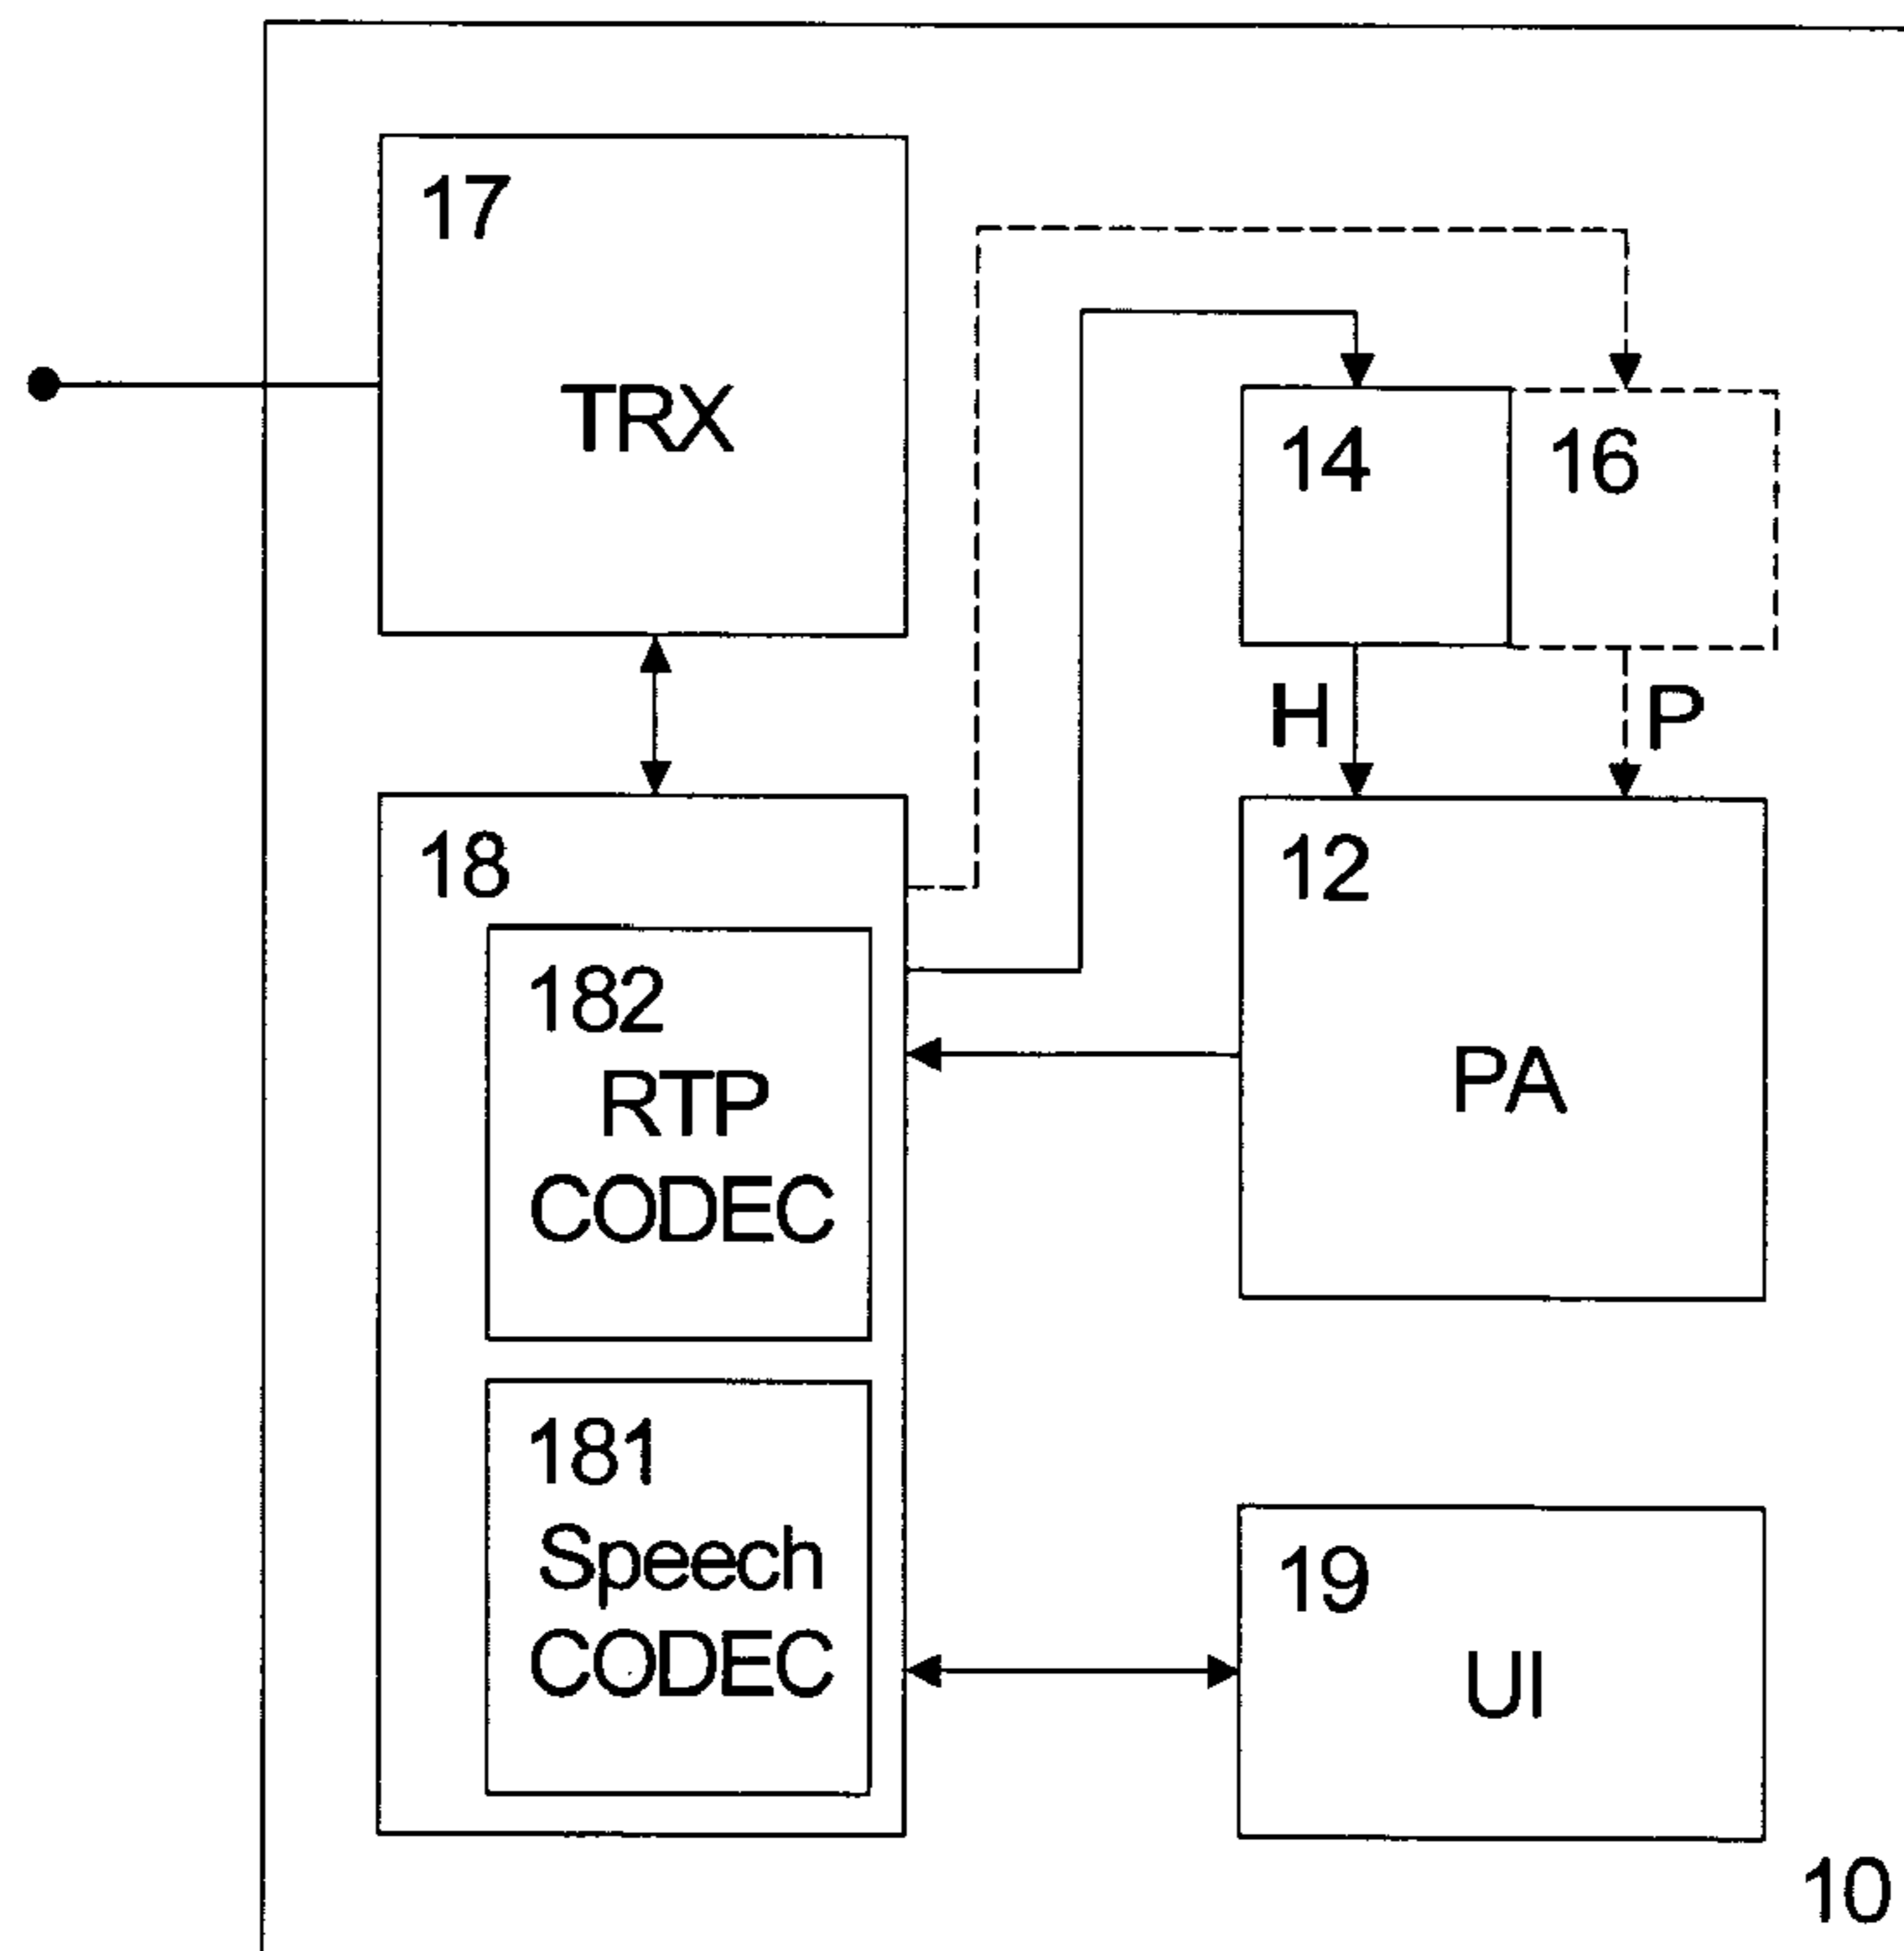 17
TRX
14
16
H
P
18
12
182
RTP
CODEC
PA
181
Speech
CODEC
19
UI
10